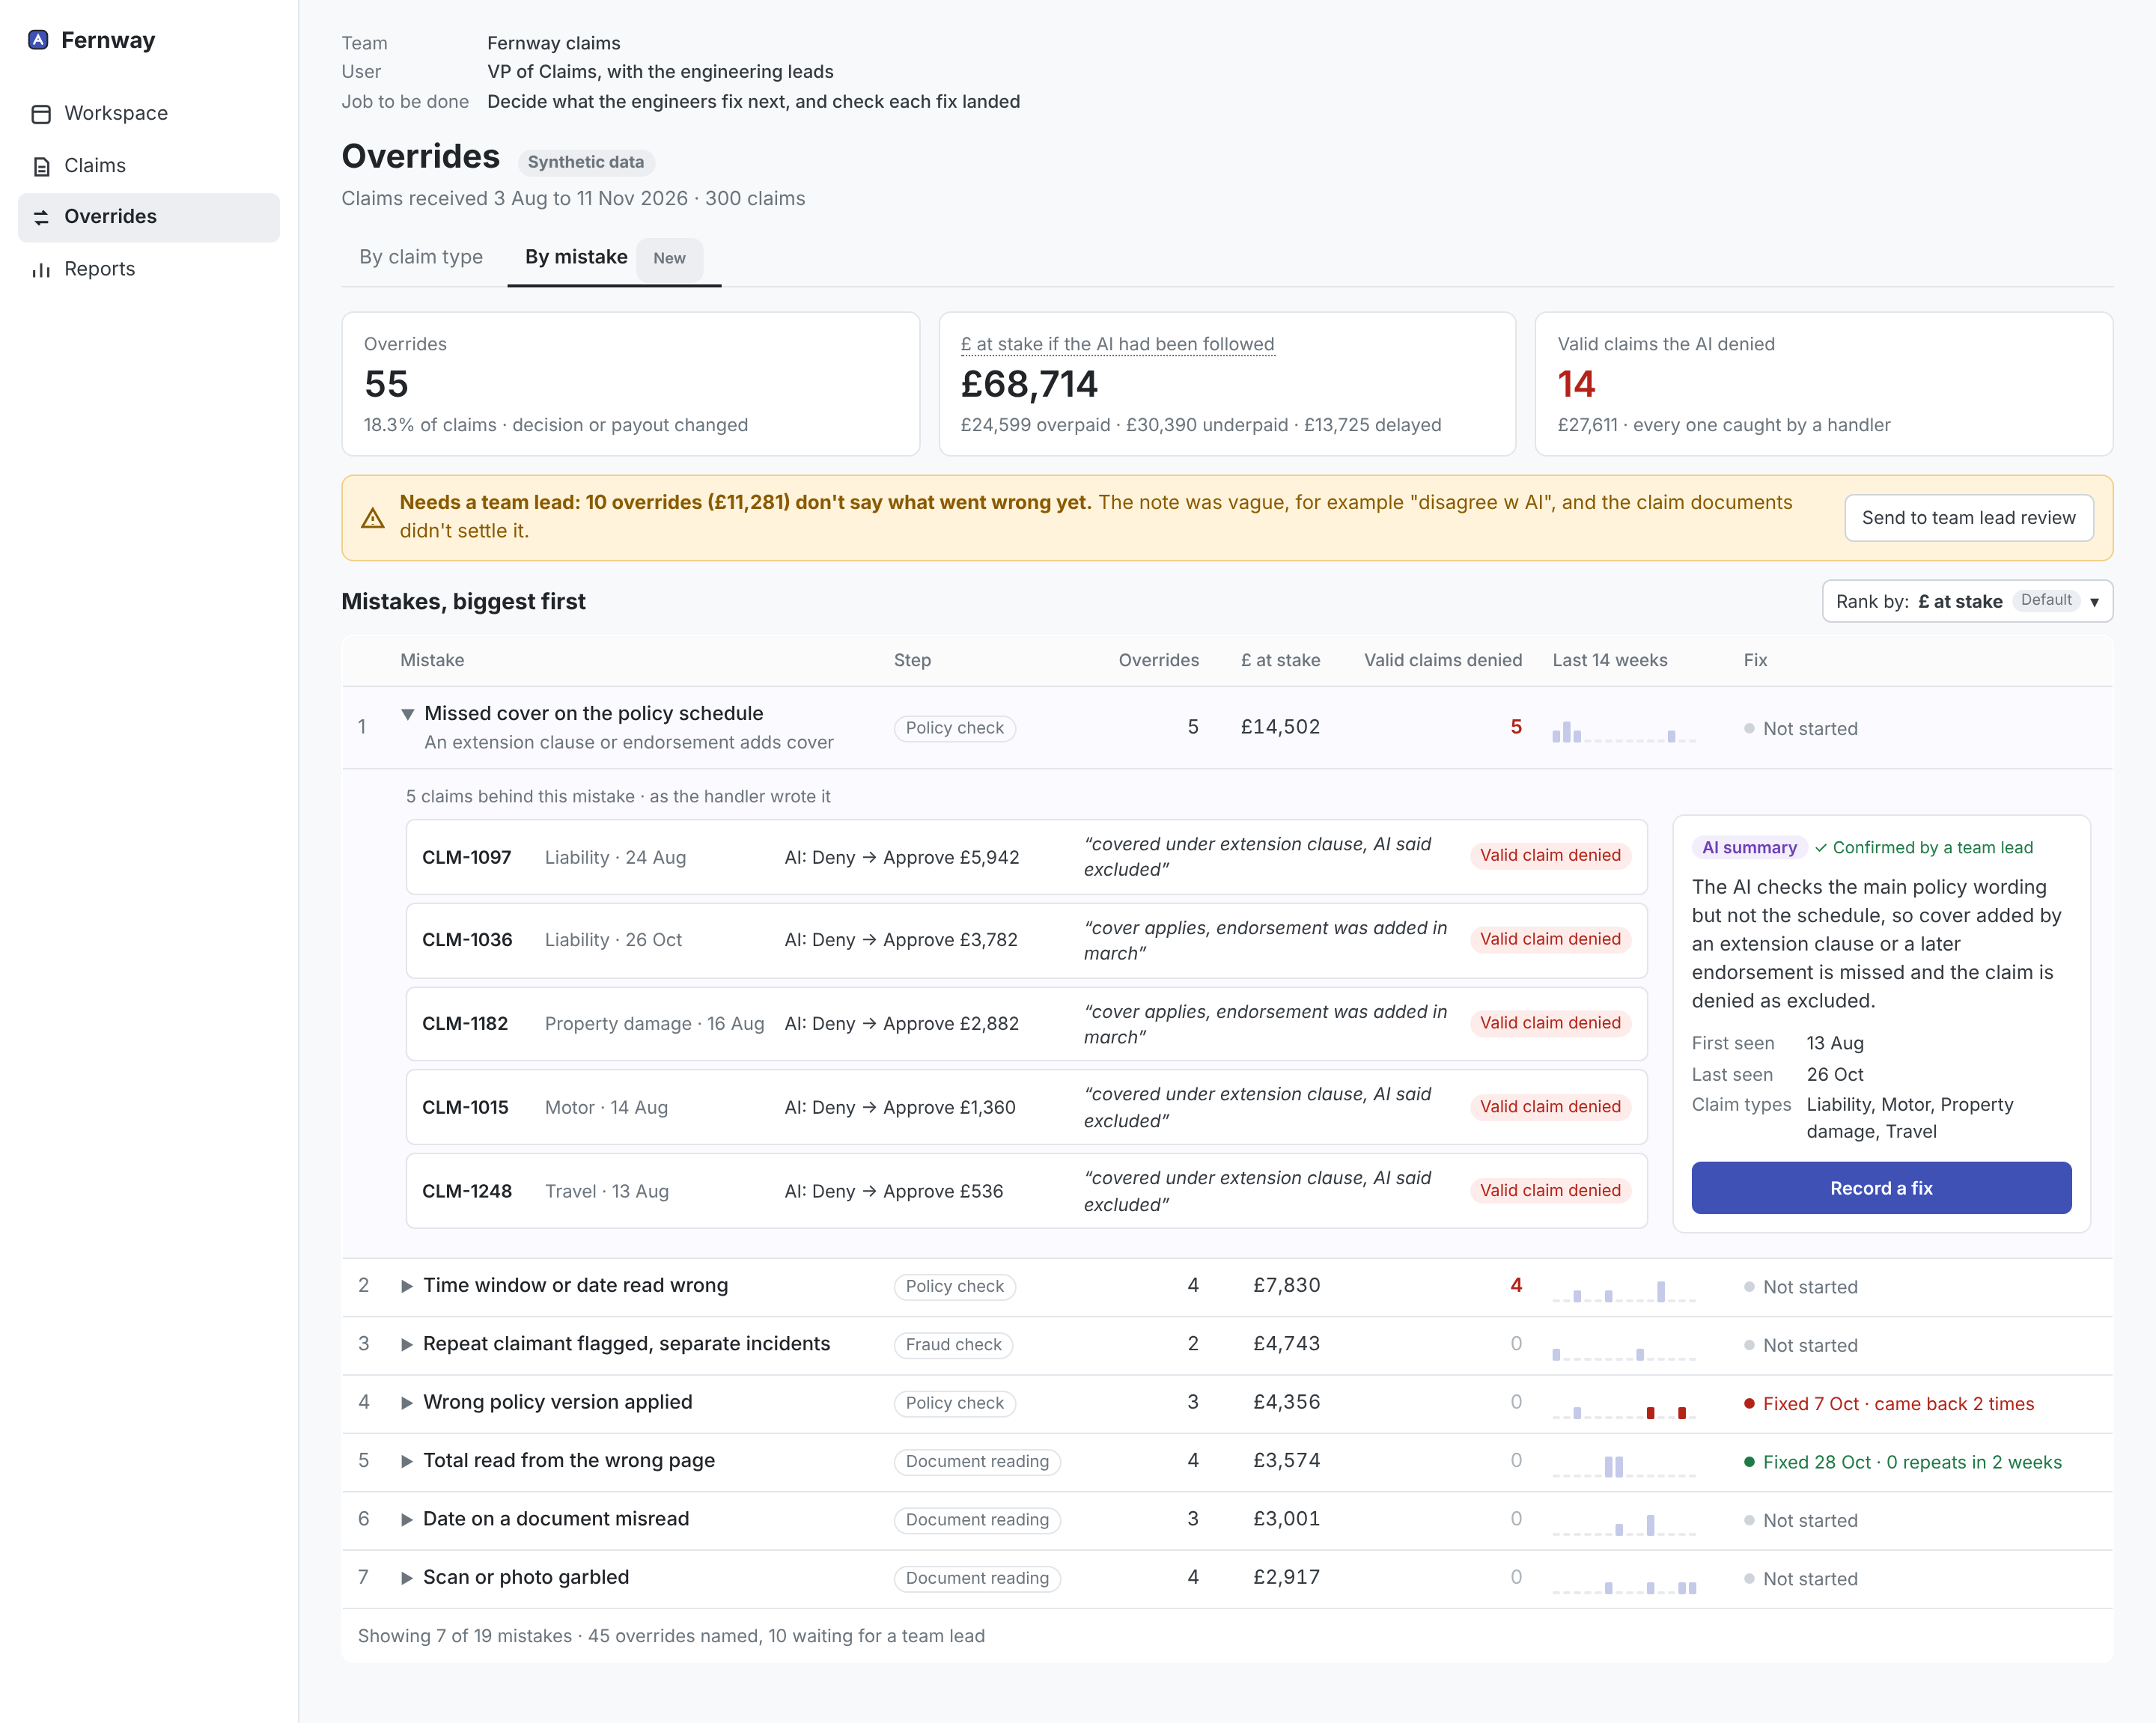 Fernway
Workspace
Claims
Overrides
Reports
Team Fernway claims
User VP of Claims, with the engineering leads
Job to be done Decide what the engineers fix next, and check each fix landed
Overrides Synthetic data
Claims received 3 Aug to 11 Nov 2026 · 300 claims
By claim type By mistake New
Overrides
55
18.3% of claims · decision or payout changed
£ at stake if the AI had been followed
£68,714
£24,599 overpaid · £30,390 underpaid · £13,725 delayed
Valid claims the AI denied
14
£27,611 · every one caught by a handler
Needs a team lead: 10 overrides (£11,281) don't say what went wrong yet. The note was vague, for example "disagree w AI", and the claim documents
didn't settle it.
Send to team lead review
Mistakes, biggest first
Rank by: £ at stake Default ▾
Mistake Step Overrides £ at stake Valid claims denied Last 14 weeks Fix
1 ▼ Missed cover on the policy schedule Policy check 5 £14,502 5 Not started
An extension clause or endorsement adds cover
5 claims behind this mistake · as the handler wrote it
CLM-1097 Liability · 24 Aug AI: Deny → Approve £5,942 “covered under extension clause, AI said
excluded” Valid claim denied
CLM-1036 Liability · 26 Oct AI: Deny → Approve £3,782 “cover applies, endorsement was added in
march” Valid claim denied
CLM-1182 Property damage · 16 Aug AI: Deny → Approve £2,882 “cover applies, endorsement was added in
march” Valid claim denied
CLM-1015 Motor · 14 Aug AI: Deny → Approve £1,360 “covered under extension clause, AI said
excluded” Valid claim denied
CLM-1248 Travel · 13 Aug AI: Deny → Approve £536 “covered under extension clause, AI said
excluded” Valid claim denied
AI summary ✓ Confirmed by a team lead
The AI checks the main policy wording
but not the schedule, so cover added by
an extension clause or a later
endorsement is missed and the claim is
denied as excluded.
First seen 13 Aug
Last seen 26 Oct
Claim types Liability, Motor, Property
damage, Travel
Record a fix
2 ▶ Time window or date read wrong Policy check 4 £7,830 4 Not started
3 ▶ Repeat claimant flagged, separate incidents Fraud check 2 £4,743 0 Not started
4 ▶ Wrong policy version applied Policy check 3 £4,356 0 Fixed 7 Oct · came back 2 times
5 ▶ Total read from the wrong page Document reading 4 £3,574 0 Fixed 28 Oct · 0 repeats in 2 weeks
6 ▶ Date on a document misread Document reading 3 £3,001 0 Not started
7 ▶ Scan or photo garbled Document reading 4 £2,917 0 Not started
Showing 7 of 19 mistakes · 45 overrides named, 10 waiting for a team lead